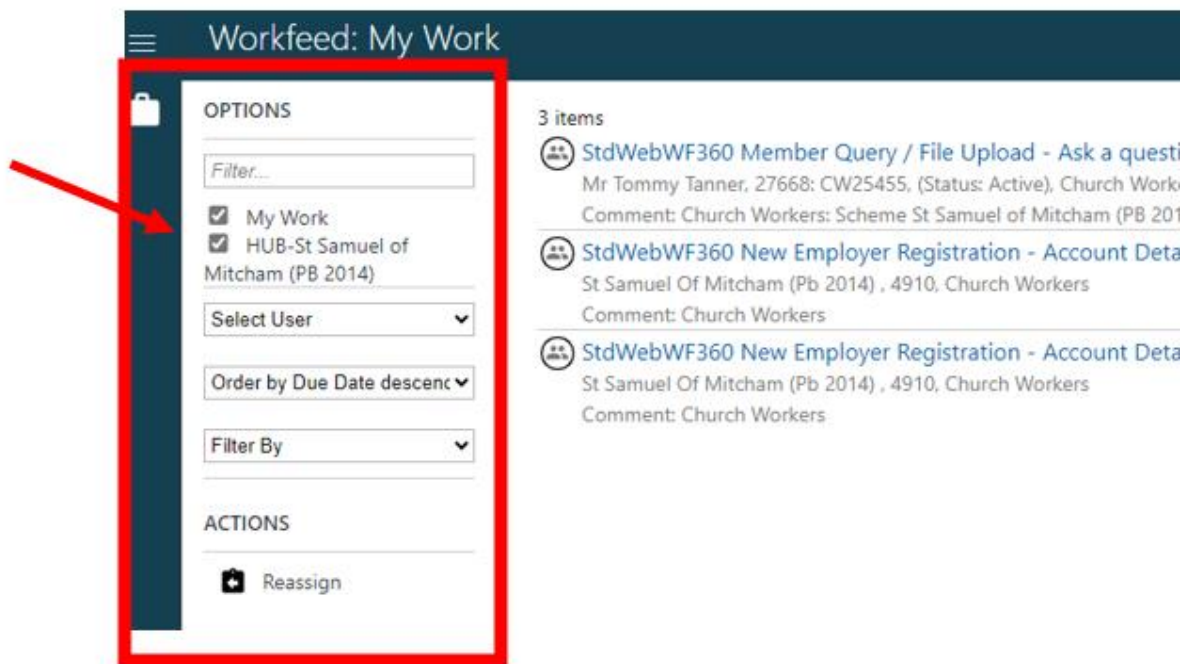 Workfeed: My Work
OPTIONS
Filter...
My Work
HUB-St Samuel of
Mitcham (PB 2014)
Select User
Order by Due Date descenc
Filter By
ACTIONS
Reassign
3 items
StdWebWF360 Member Query / File Upload - Ask a questi
Mr Tommy Tanner, 27668: CW25455, (Status: Active), Church Worke
Comment: Church Workers: Scheme St Samuel of Mitcham (PB 201
StdWebWF360 New Employer Registration - Account Deta
St Samuel Of Mitcham (Pb 2014) , 4910, Church Workers
Comment: Church Workers
StdWebWF360 New Employer Registration - Account Deta
St Samuel Of Mitcham (Pb 2014) , 4910, Church Workers
Comment: Church Workers